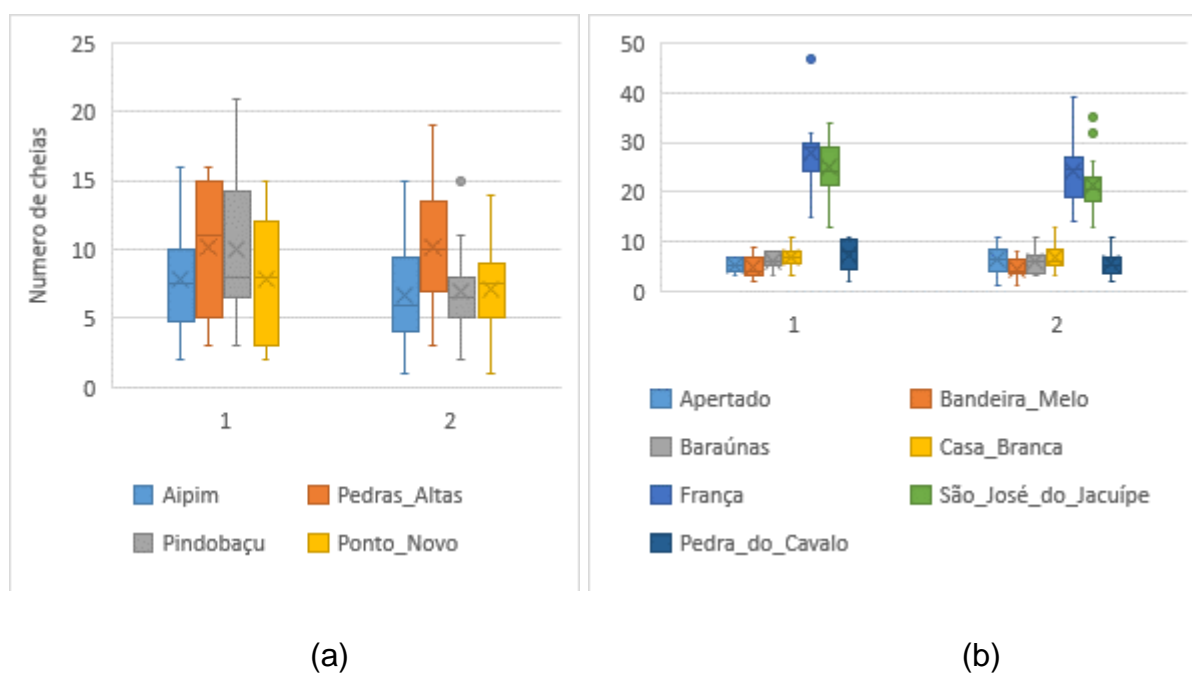 Numero de cheias
25
20
15
10
5
0
1 2
Aipim Pedras_Altas
Pindobaçu Ponto_Novo
50
40
30
20
10
0
1 2
Apertado Bandeira_Melo
Baraúnas Casa_Branca
França São_José_do_Jacuípe
Pedra_do_Cavalo
(a) (b)